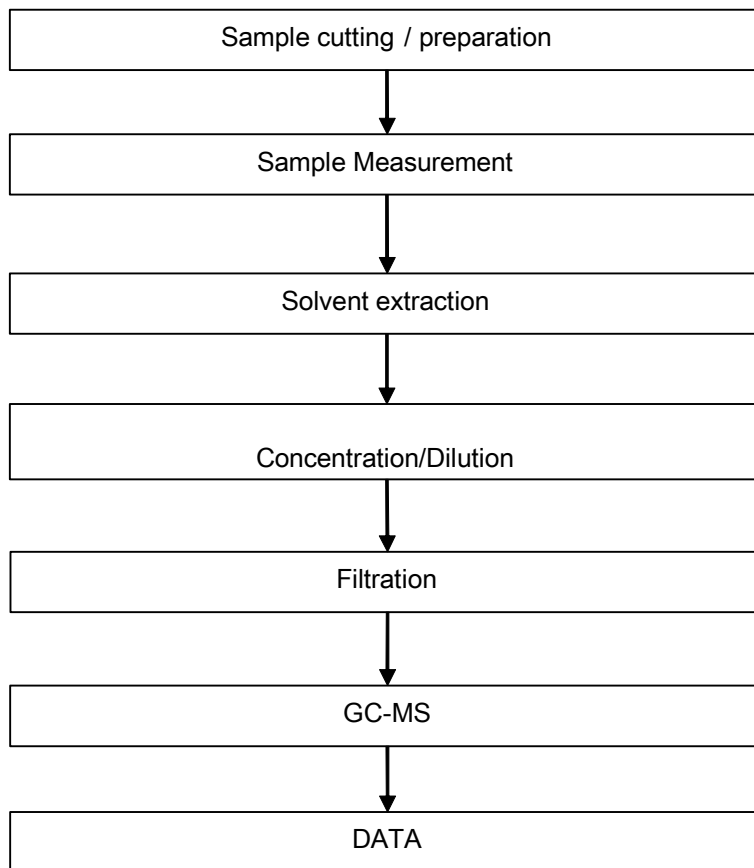 Sample cutting / preparation
Sample Measurement
Solvent extraction
Concentration/Dilution
Filtration
GC-MS
DATA